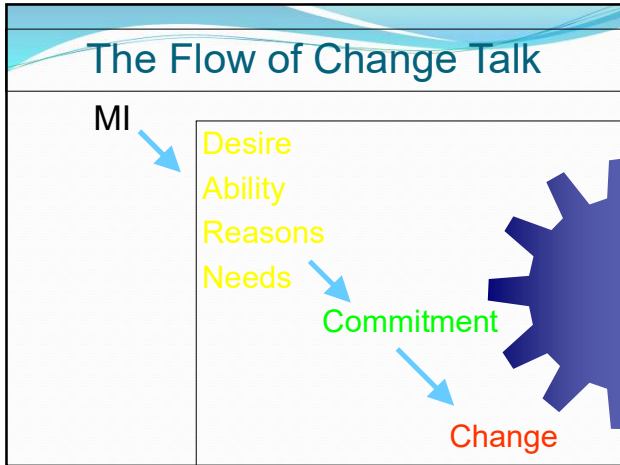 The Flow of Change Talk
MI
Desire
Ability
Reasons
Needs
Commitment
Change